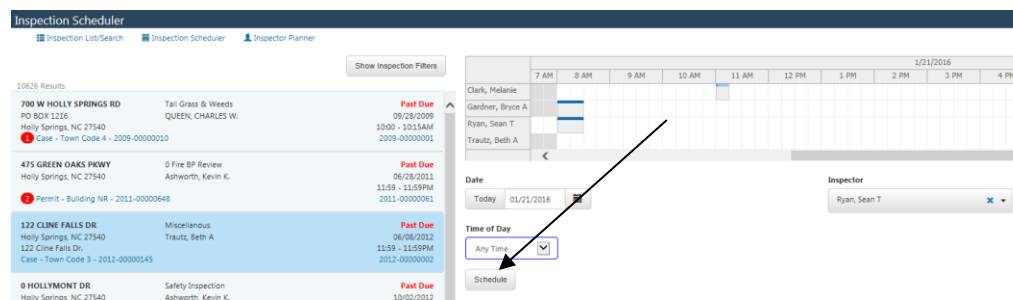 Inspection Scheduler
Inspection List/Search Inspection Scheduler Inspector Planner
Show Inspection Filters
10626 Results
700 W HOLLY SPRINGS RD Tall Grass & Weeds Past Due
PO BOX 1216 QUEEN, CHARLES W. 09/28/2009
Holly Springs, NC 27540 10:00 - 10:15AM
1 Case - Town Code 4 - 2009-00000010 2009-00000001
475 GREEN OAKS PKWY 0 Fire BP Review Past Due
Holly Springs, NC 27540 Ashworth, Kevin K. 06/28/2011
11:59 - 11:59PM
2 Permit - Building NR - 2011-00000648 2011-00000061
122 CLINE FALLS DR Miscellanous Past Due
Holly Springs, NC 27540 Trautz, Beth A 06/08/2012
122 Cline Falls Dr. 11:59 - 11:59PM
Case - Town Code 3 - 2012-00000145 2012-00000002
0 HOLLYMONT DR Safety Inspection Past Due
Holly Springs, NC 27540 Ashworth, Kevin K. 10/02/2012
1/21/2016
7 AM 8 AM 9 AM 10 AM 11 AM 12 PM 1 PM 2 PM 3 PM 4 PM
Clark, Melanie
Gardner, Bryce A
Ryan, Sean T
Trautz, Beth A
Date Inspector
Today 01/21/2016 Ryan, Sean T
Time of Day
Any Time
Schedule